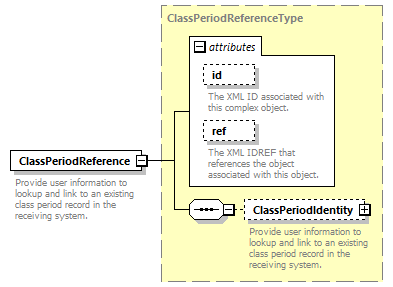 ClassPeriodReferenceType
attributes
id
The XML ID associated with
this complex object.
ref
The XML IDREF that
references the object
associated with this object.
ClassPeriodReference
Provide user information to
lookup and link to an existing
class period record in the
receiving system.
ClassPeriodIdentity
Provide user information to
lookup and link to an existing
class period record in the
receiving system.